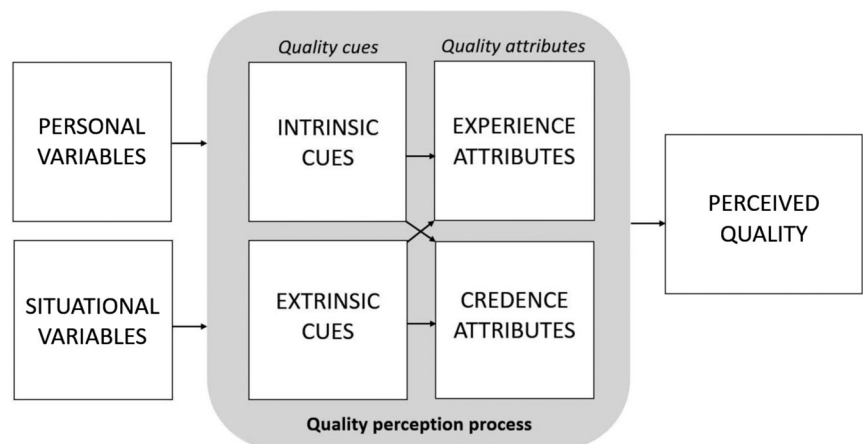 Quality cues
Quality attributes
PERSONAL
VARIABLES
INTRINSIC
CUES
EXPERIENCE
ATTRIBUTES
PERCEIVED
QUALITY
SITUATIONAL
VARIABLES
EXTRINSIC
CUES
CREDENCE
ATTRIBUTES
Quality perception process